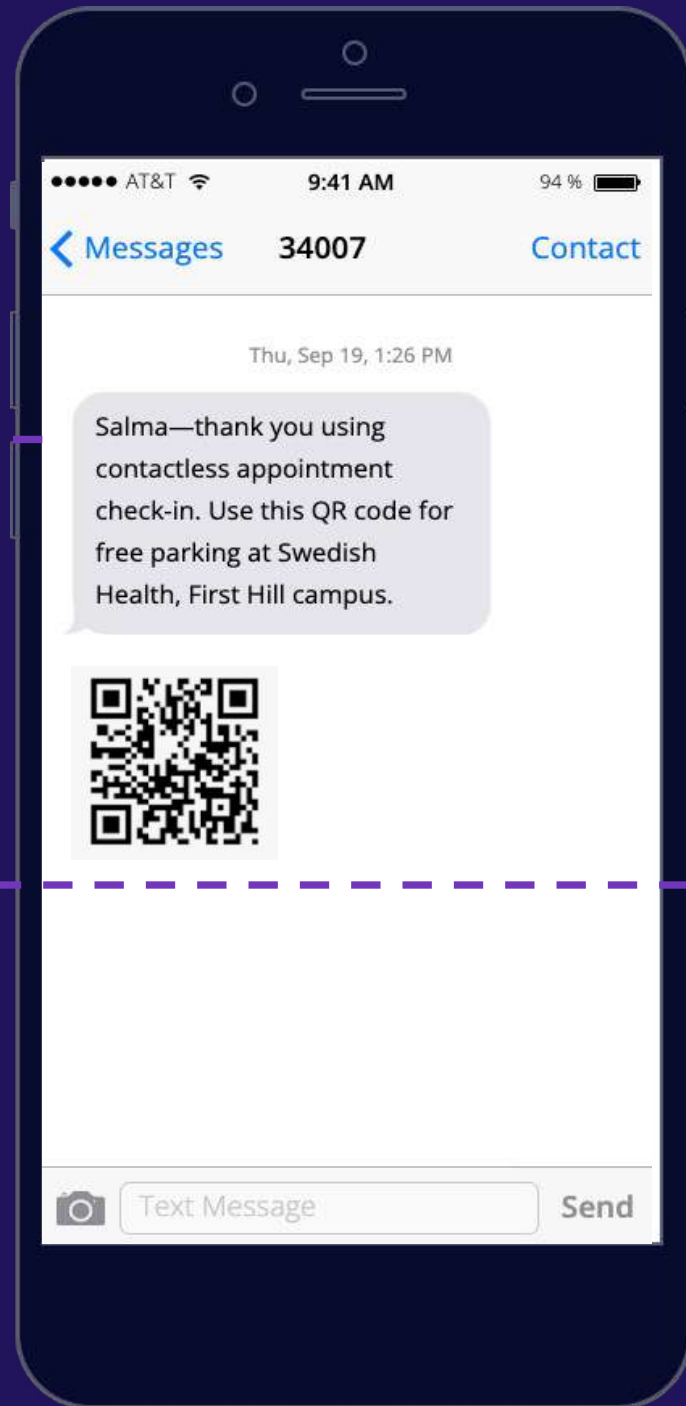 ●●●●● AT&T 9:41 AM 94 %
Messages 34007 Contact
Thu, Sep 19, 1:26 PM
Salma—thank you using
contactless appointment
check-in. Use this QR code for
free parking at Swedish
Health, First Hill campus.
Text Message Send